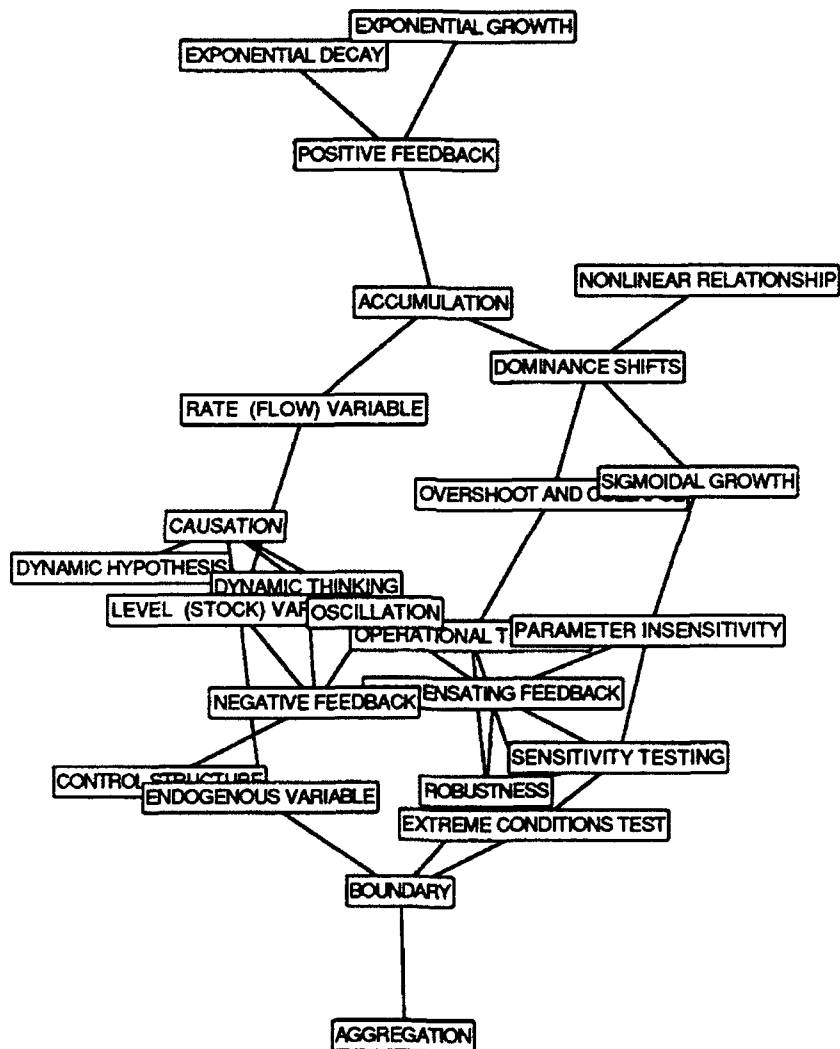 EXPONENTIAL GROWTH
EXPONENTIAL DECAY
POSITIVE FEEDBACK
NONLINEAR RELATIONSHIP
ACCUMULATION
DOMINANCE SHIFTS
RATE (FLOW) VARIABLE
SIGMOIDAL GROWTH
OVERSHOOT AND
CAUSATION
DYNAMIC HYPOTHESIS
DYNAMIC THINKING
LEVEL (STOCK)
OSCILLATION
OPERATIONAL
PARAMETER INSENSITIVITY
NEGATIVE FEEDBACK
FEEDBACK
SENSITIVITY TESTING
CONTROL STRUCTURE
ENDOGENOUS VARIABLE
ROBUSTNESS
EXTREME CONDITIONS TEST
BOUNDARY
AGGREGATION